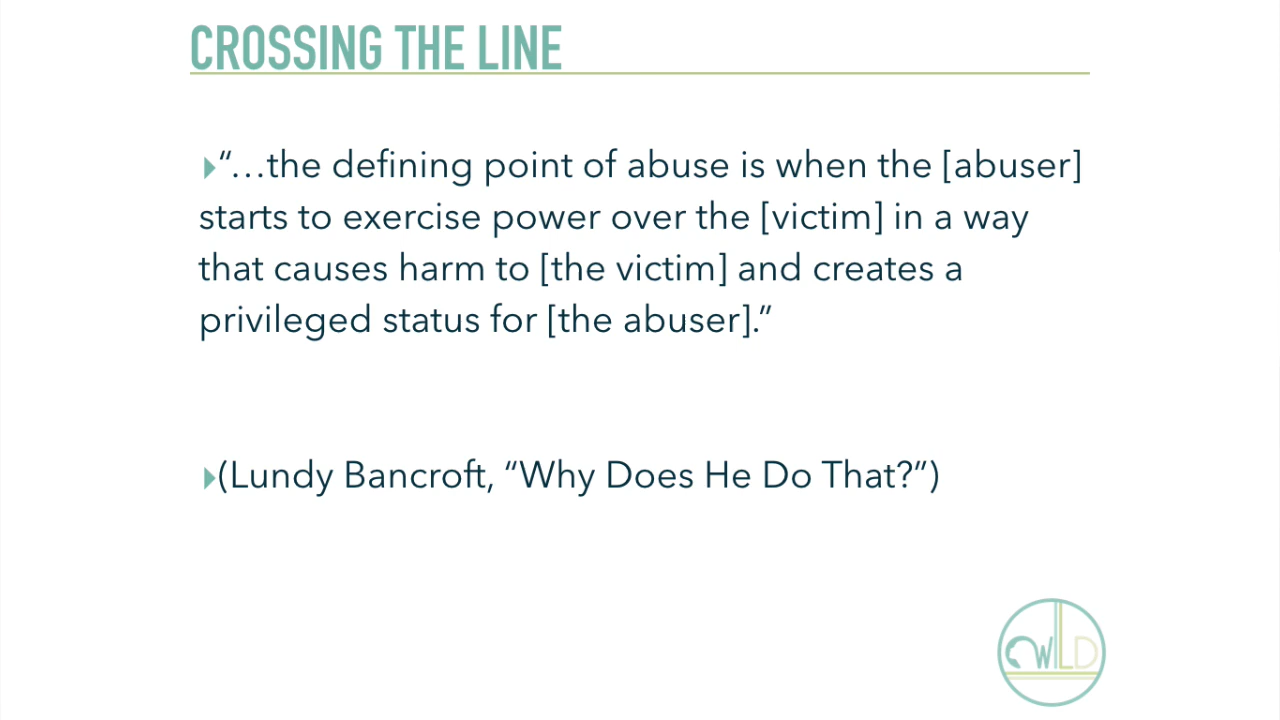 CROSSING THE LINE
“…the defining point of abuse is when the [abuser]
starts to exercise power over the [victim] in a way
that causes harm to [the victim] and creates a
privileged status for [the abuser].”
(Lundy Bancroft, “Why Does He Do That?”)
WILD